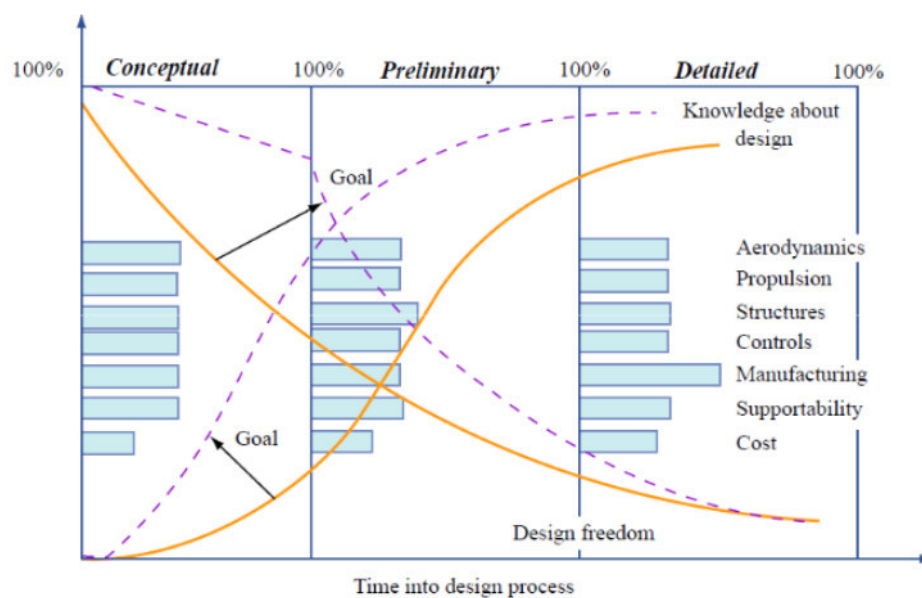 Conceptual
Preliminary
Detailed
100%
100%
100%
100%
Knowledge about
design
Goal
Aerodynamics
Propulsion
Structures
Controls
Manufacturing
Supportability
Goal
Cost
Design freedom
Time into design process